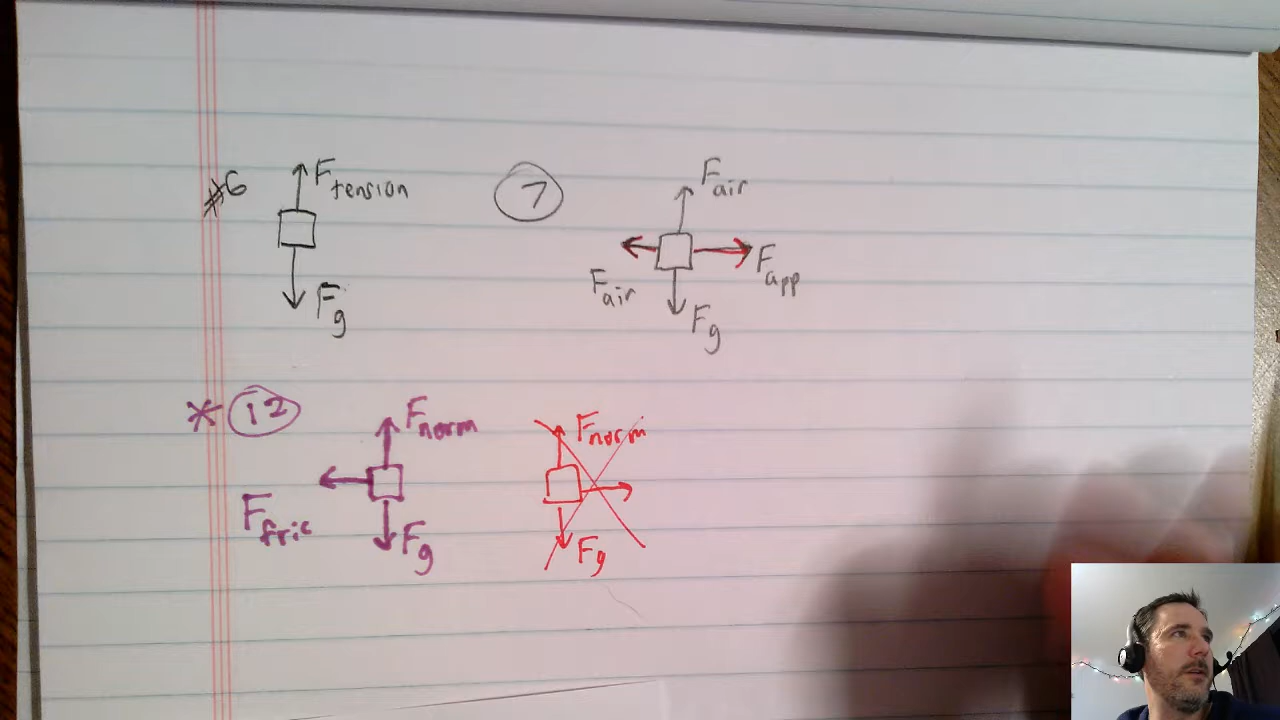 #6
F tension
F g
7
F air
F air
F app
F g
* 12
F norm
F fric
F g
F norm
F g